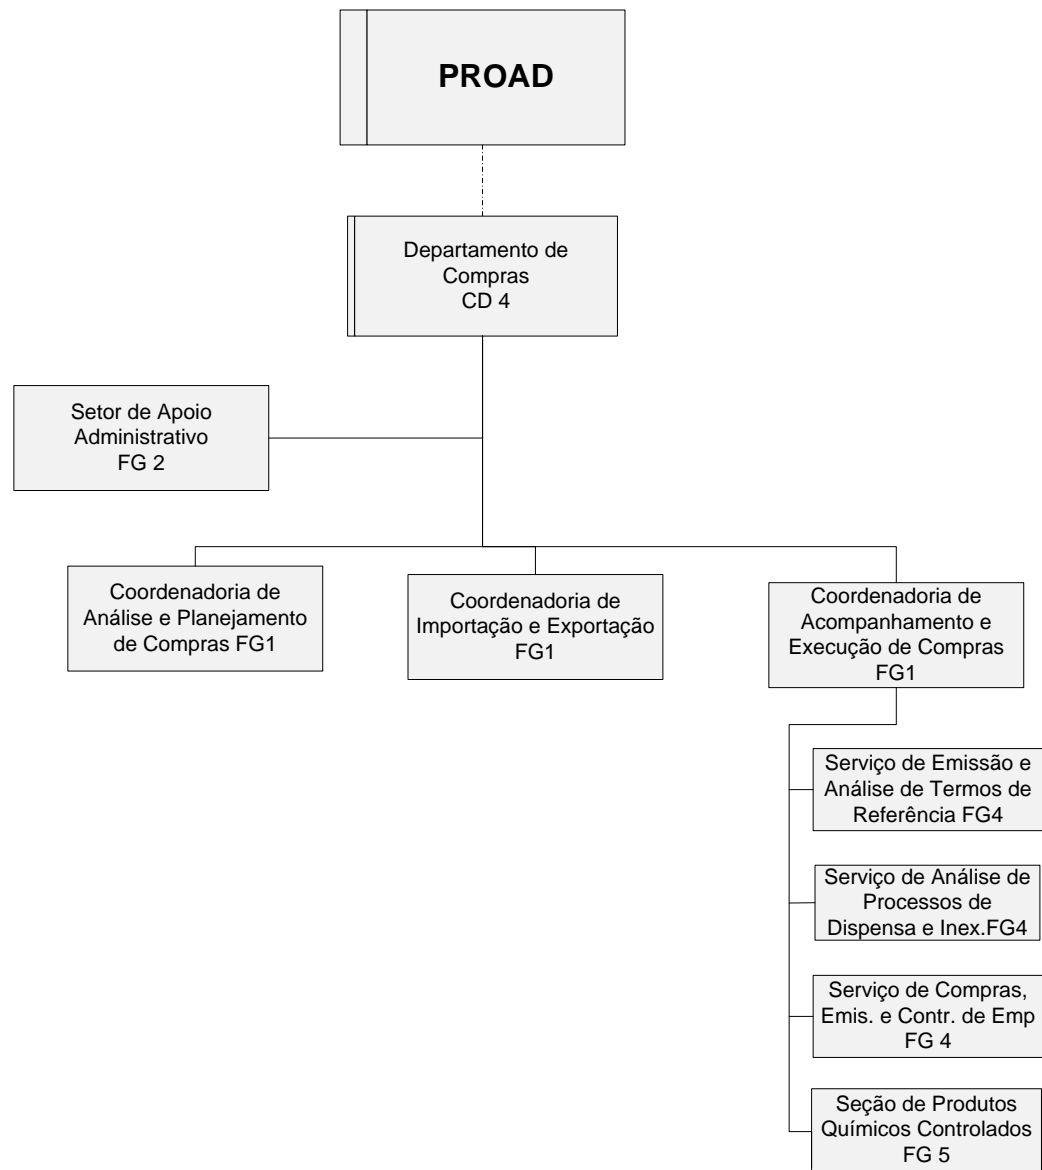 PROAD
Departamento de
Compras
CD 4
Setor de Apoio
Administrativo
FG 2
Coordenadoria de
Análise e Planejamento
de Compras FG1
Coordenadoria de
Importação e Exportação
FG1
Coordenadoria de
Acompanhamento e
Execução de Compras
FG1
Serviço de Emissão e
Análise de Termos de
Referência FG4
Serviço de Análise de
Processos de
Dispensa e Inex.FG4
Serviço de Compras,
Emis. e Contr. de Emp
FG 4
Seção de Produtos
Químicos Controlados
FG 5